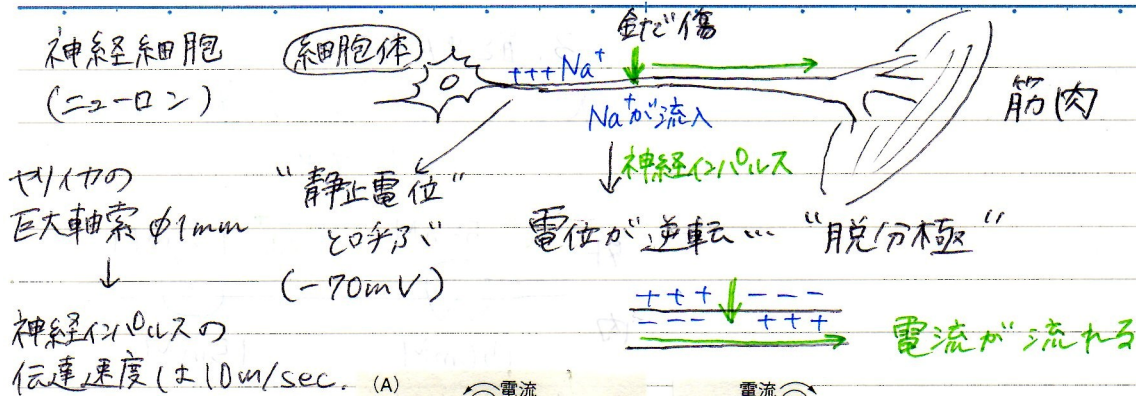 神経細胞
(ニューロン)
細胞体
+++Na⁺
針で傷
Na⁺が流入
筋肉
ヤリイカの
巨大軸索 φ1mm
↓
神経インパルスの
伝達速度は10m/sec.
"静止電位"
と呼ぶ
(-70mV)
↓神経インパルス
電位が逆転… "脱分極"
+++ ---
--- +++
電流が流れる
(A)
電流
電流